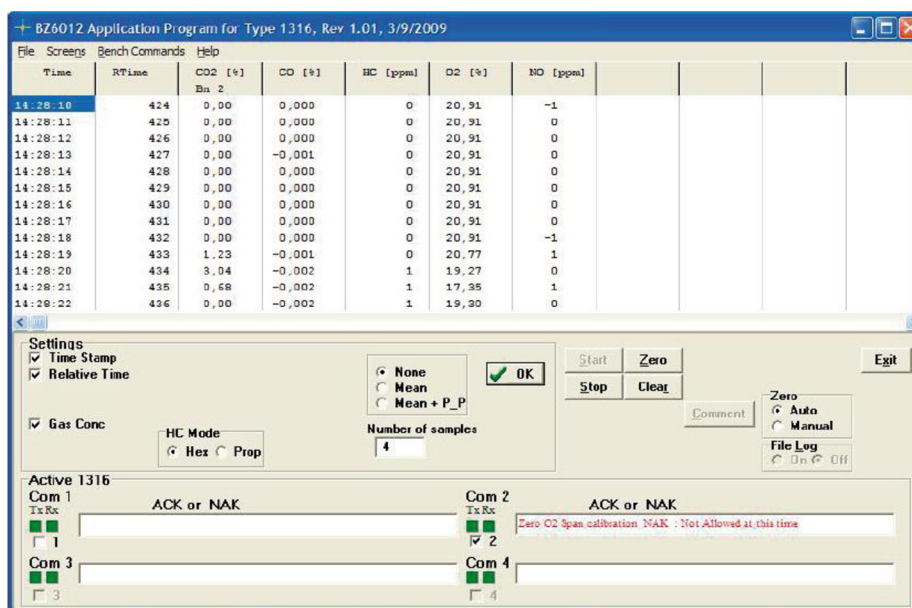 BZ6012 Application Program for Type 1316, Rev 1.01, 3/9/2009
File Screens Bench Commands Help
Time RTime CO2 [%] CO [%] HC [ppm] O2 [%] NO [ppm]
Bn 2
14:28:10 424 0,00 0,000 0 20,91 -1
14:28:11 425 0,00 0,000 0 20,91 0
14:28:12 426 0,00 0,000 0 20,91 0
14:28:13 427 0,00 -0,001 0 20,91 0
14:28:14 428 0,00 0,000 0 20,91 0
14:28:15 429 0,00 0,000 0 20,91 0
14:28:16 430 0,00 0,000 0 20,91 0
14:28:17 431 0,00 0,000 0 20,91 0
14:28:18 432 0,00 0,000 0 20,91 -1
14:28:19 433 1,23 -0,001 0 20,77 1
14:28:20 434 3,04 -0,002 1 19,27 0
14:28:21 435 0,68 -0,002 1 17,35 1
14:28:22 436 0,00 -0,002 1 19,30 0
Settings
Time Stamp
Relative Time
Gas Conc
HC Mode
Hex Prop
None
Mean
Mean + P_P
Number of samples
4
OK
Start Zero
Stop Clear
Comment
Exit
Zero
Auto
Manual
File Log
On Off
Active 1316
Com 1
Tx Rx
ACK or NAK
1
Com 2
Tx Rx
ACK or NAK
Zero O2 Span calibration NAK : Not Allowed at this time
2
Com 3
3
Com 4
4